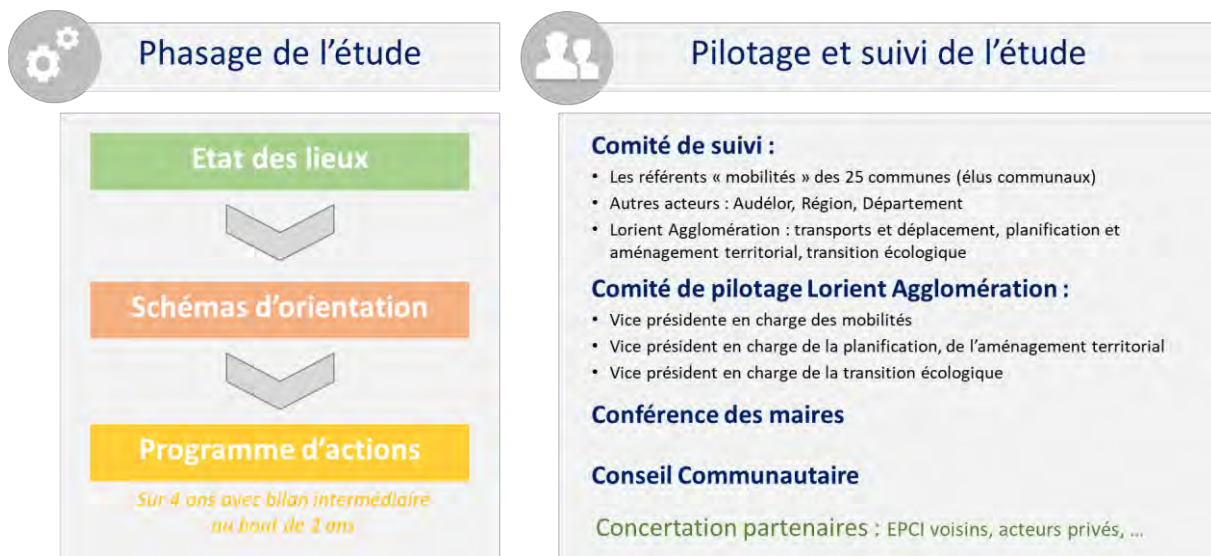 Phasage de l'étude
Etat des lieux
Schémas d'orientation
Programme d'actions
Sur 4 ans avec bilan intermédiaire
au bout de 2 ans
Pilotage et suivi de l'étude
Comité de suivi :
• Les référents « mobilités » des 25 communes (élus communaux)
• Autres acteurs : Audélor, Région, Département
• Lorient Agglomération : transports et déplacement, planification et
aménagement territorial, transition écologique
Comité de pilotage Lorient Agglomération :
• Vice présidente en charge des mobilités
• Vice président en charge de la planification, de l'aménagement territorial
• Vice président en charge de la transition écologique
Conférence des maires
Conseil Communautaire
Concertation partenaires : EPCI voisins, acteurs privés, ...